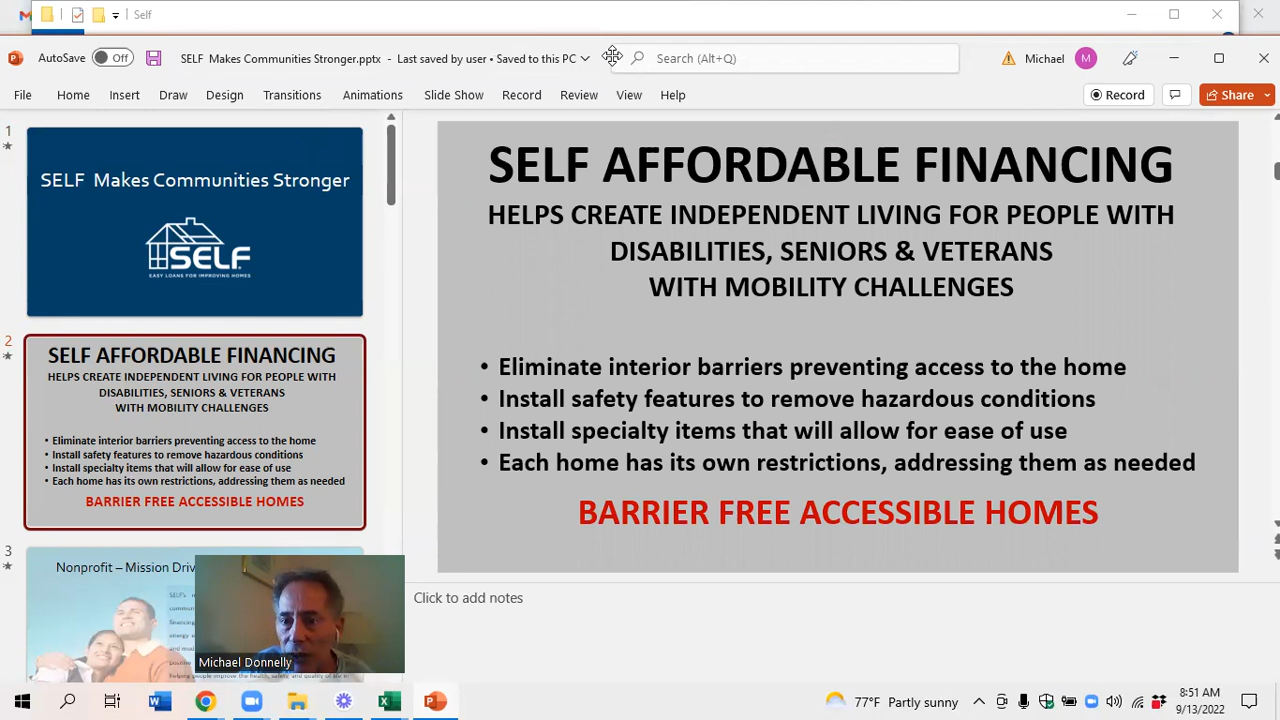 Self
AutoSave Off SELF Makes Communities Stronger.pptx - Last saved by user • Saved to this PC Search (Alt+Q) Michael M
File Home Insert Draw Design Transitions Animations Slide Show Record Review View Help Record Share
1
SELF Makes Communities Stronger
SELF
EASY LOANS FOR IMPROVING HOMES
2
SELF AFFORDABLE FINANCING
HELPS CREATE INDEPENDENT LIVING FOR PEOPLE WITH
DISABILITIES, SENIORS & VETERANS
WITH MOBILITY CHALLENGES
• Eliminate interior barriers preventing access to the home
• Install safety features to remove hazardous conditions
• Install specialty items that will allow for ease of use
• Each home has its own restrictions, addressing them as needed
BARRIER FREE ACCESSIBLE HOMES
3
Nonprofit – Mission Driv
SELF AFFORDABLE FINANCING
HELPS CREATE INDEPENDENT LIVING FOR PEOPLE WITH
DISABILITIES, SENIORS & VETERANS
WITH MOBILITY CHALLENGES
• Eliminate interior barriers preventing access to the home
• Install safety features to remove hazardous conditions
• Install specialty items that will allow for ease of use
• Each home has its own restrictions, addressing them as needed
BARRIER FREE ACCESSIBLE HOMES
Click to add notes
Michael Donnelly
77°F Partly sunny
8:51 AM
9/13/2022